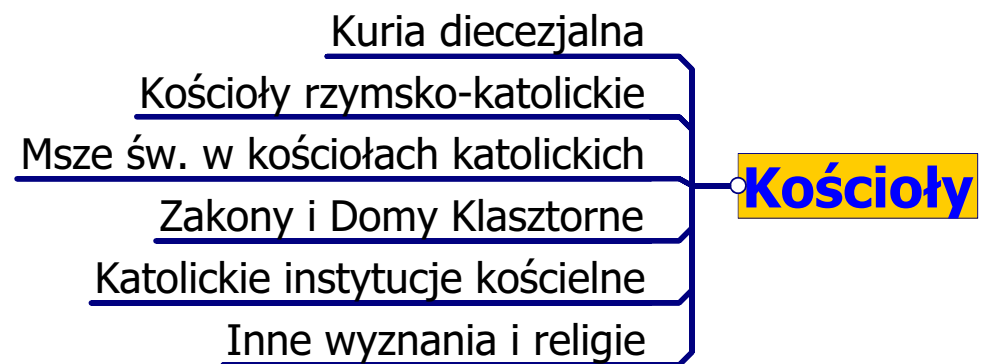 Kuria diecezjalna
Kościoły rzymsko-katolickie
Msze św. w kościołach katolickich
Zakony i Domy Klasztorne
Katolickie instytucje kościelne
Inne wyznania i religie
Kościoły